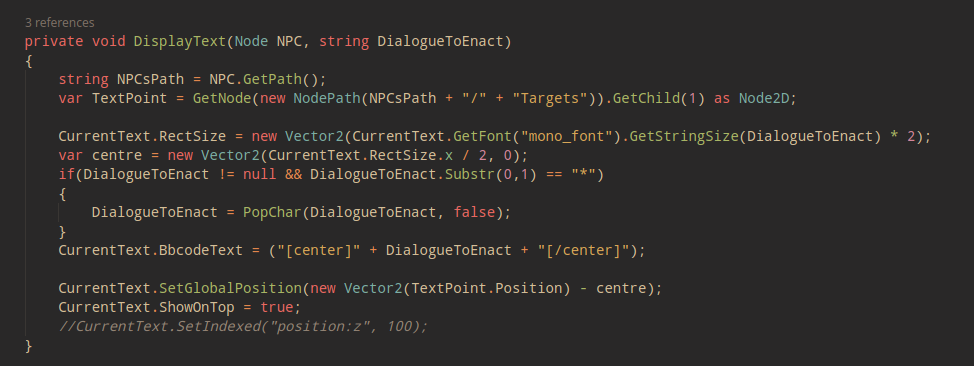 3 references
private void DisplayText(Node NPC, string DialogueToEnact)
{
    string NPCsPath = NPC.GetPath();
    var TextPoint = GetNode(new NodePath(NPCsPath + "/" + "Targets")).GetChild(1) as Node2D;

    CurrentText.RectSize = new Vector2(CurrentText.GetFont("mono_font").GetStringSize(DialogueToEnact) * 2);
    var centre = new Vector2(CurrentText.RectSize.x / 2, 0);
    if(DialogueToEnact != null && DialogueToEnact.Substr(0,1) == "*")
    {
        DialogueToEnact = PopChar(DialogueToEnact, false);
    }
    CurrentText.BbcodeText = ("[center]" + DialogueToEnact + "[/center]");

    CurrentText.SetGlobalPosition(new Vector2(TextPoint.Position) - centre);
    CurrentText.ShowOnTop = true;
    //CurrentText.SetIndexed("position:z", 100);
}